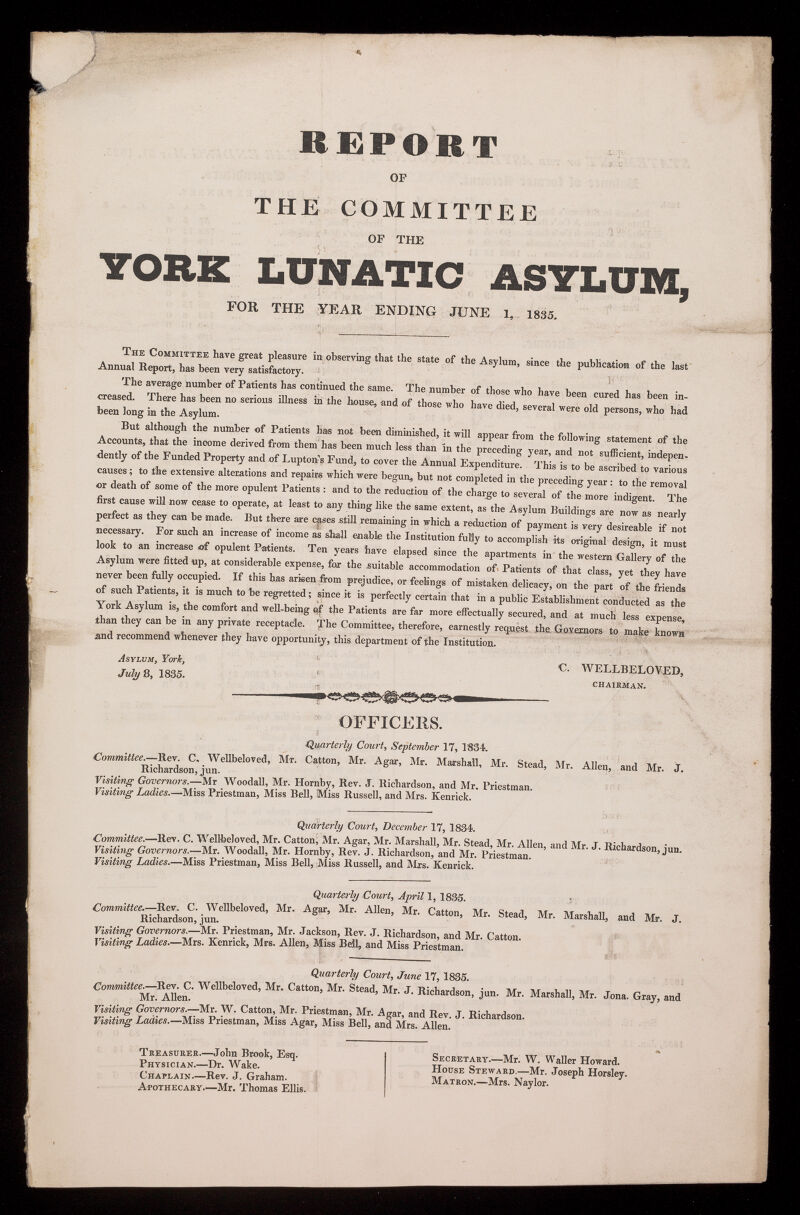 REPORT
OF
THE COMMITTEE
OF THE
YORK LUNATIC ASYLUM,
FOR THE YEAR ENDING JUNE 1, 1835.
THE COMMITTEE have great pleasure in observing that the state of the Asylum, since the publication of the last
Annual Report, has been very satisfactory.
The average number of Patients has continued the same. The number of those who have been cured has been in-
creased. There has been no serious illness in the house, and of those who have died, several were old persons, who had
been long in the Asylum.
But although the number of Patients has not been diminished, it will appear from the following statement of the
Accounts, that the income derived from them has been much less than in the preceding year, and not sufficient, indepen-
dently of the Funded Property and of Lupton's Fund, to cover the Annual Expenditure. This is to be ascribed to various
causes; to the extensive alterations and repairs which were begun, but not completed in the preceding year: to the removal
or death of some of the more opulent Patients: and to the reduction of the charge to several of the more indigent. The
first cause will now cease to operate, at least to any thing like the same extent, as the Asylum Buildings are now as nearly
perfect as they can be made. But there are cases still remaining in which a reduction of payment is very desireable if not
necessary. For such an increase of income as shall enable the Institution fully to accomplish its original design, it must
look to an increase of opulent Patients. Ten years have elapsed since the apartments in the western Gallery of the
Asylum were fitted up, at considerable expense, for the suitable accommodation of Patients of that class, yet they have
never been fully occupied. If this has arisen from prejudice, or feelings of mistaken delicacy, on the part of the friends
of such Patients, it is much to be regretted; since it is perfectly certain that in a public Establishment conducted as the
York Asylum is, the comfort and well-being of the Patients are far more effectually secured, and at much less expense,
than they can be in any private receptacle. The Committee, therefore, earnestly request the Governors to make known
and recommend whenever they have opportunity, this department of the Institution.
ASYLUM, York,
July 8, 1835.
C. WELLBELOVED,
CHAIRMAN.
OFFICERS.
Quarterly Court, September 17, 1834.
Committee.—Rev. C. Wellbeloved, Mr. Catton, Mr. Agar, Mr. Marshall, Mr. Stead, Mr. Allen, and Mr. J.
Richardson, jun.
Visiting Governors.—Mr Woodall, Mr. Hornby, Rev. J. Richardson, and Mr. Priestman.
Visiting Ladies.—Miss Priestman, Miss Bell, Miss Russell, and Mrs. Kenrick.
Quarterly Court, December 17, 1834.
Committee.—Rev. C. Wellbeloved, Mr. Catton, Mr. Agar, Mr. Marshall, Mr. Stead, Mr. Allen, and Mr. J. Richardson, jun.
Visiting Governors.—Mr. Woodall, Mr. Hornby, Rev. J. Richardson, and Mr. Priestman.
Visiting Ladies.—Miss Priestman, Miss Bell, Miss Russell, and Mrs. Kenrick.
Quarterly Court, April 1, 1835.
Committee.—Rev. C. Wellbeloved, Mr. Agar, Mr. Allen, Mr. Catton, Mr. Stead, Mr. Marshall, and Mr. J.
Richardson, jun.
Visiting Governors.—Mr. Priestman, Mr. Jackson, Rev. J. Richardson, and Mr. Catton.
Visiting Ladies.—Mrs. Kenrick, Mrs. Allen, Miss Bell, and Miss Priestman.
Quarterly Court, June 17, 1835.
Committee.—Rev. C. Wellbeloved, Mr. Catton, Mr. Stead, Mr. J. Richardson, jun. Mr. Marshall, Mr. Jona. Gray, and
Mr. Allen.
Visiting Governors.—Mr. W. Catton, Mr. Priestman, Mr. Agar, and Rev. J. Richardson.
Visiting Ladies.—Miss Priestman, Miss Agar, Miss Bell, and Mrs. Allen.
TREASURER.—John Brook, Esq.
PHYSICIAN.—Dr. Wake.
CHAPLAIN.—Rev. J. Graham.
APOTHECARY.—Mr. Thomas Ellis.
SECRETARY.—Mr. W. Waller Howard.
HOUSE STEWARD.—Mr. Joseph Horsley.
MATRON.—Mrs. Naylor.